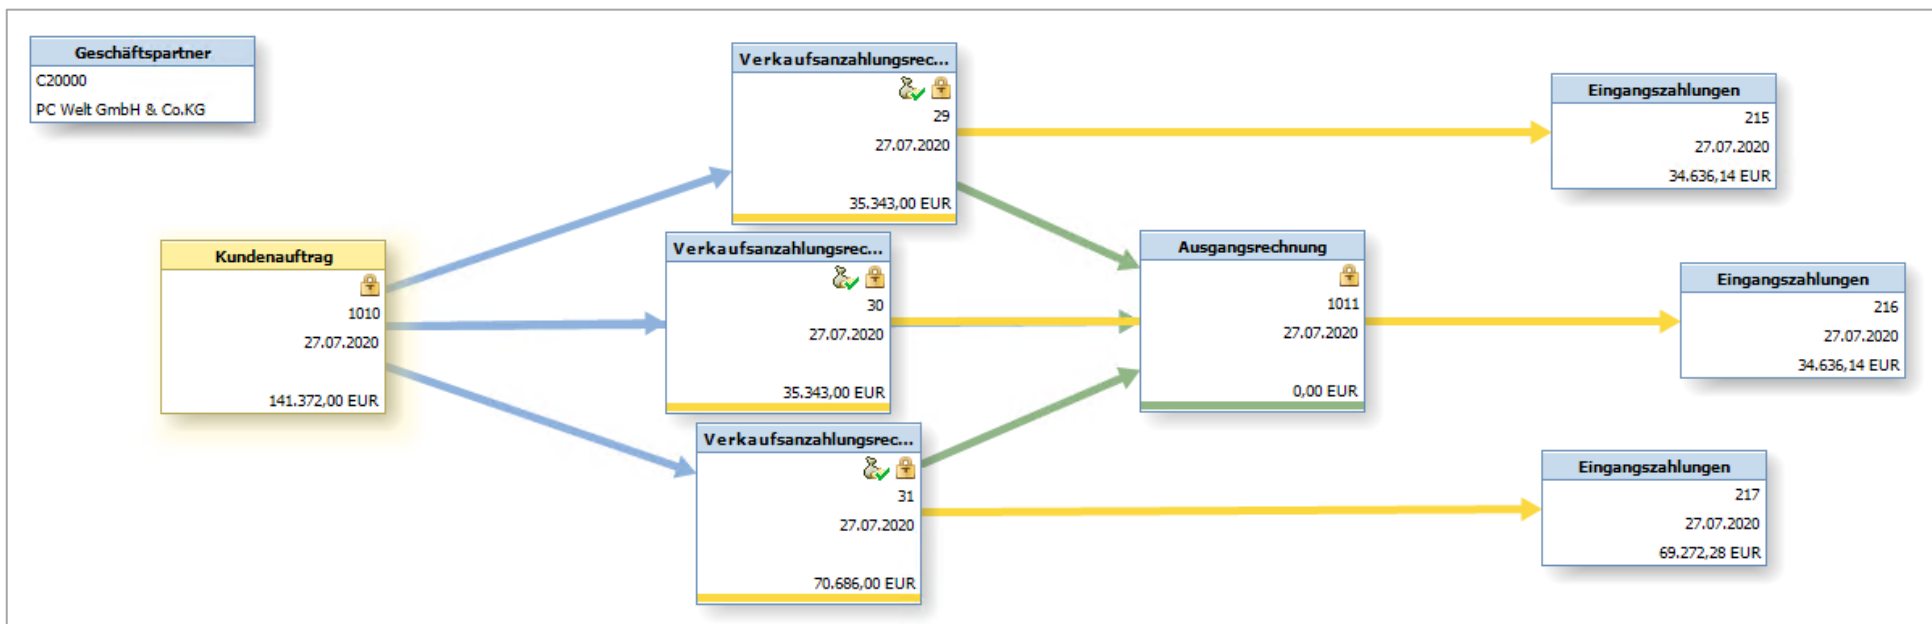 Geschäftspartner
C20000
PC Welt GmbH & Co.KG
Kundenauftrag
1010
27.07.2020
141.372,00 EUR
Verkaufsanzahlungsrec...
29
27.07.2020
35.343,00 EUR
Verkaufsanzahlungsrec...
30
27.07.2020
35.343,00 EUR
Verkaufsanzahlungsrec...
31
27.07.2020
70.686,00 EUR
Ausgangsrechnung
1011
27.07.2020
0,00 EUR
Eingangszahlungen
215
27.07.2020
34.636,14 EUR
Eingangszahlungen
216
27.07.2020
34.636,14 EUR
Eingangszahlungen
217
27.07.2020
69.272,28 EUR